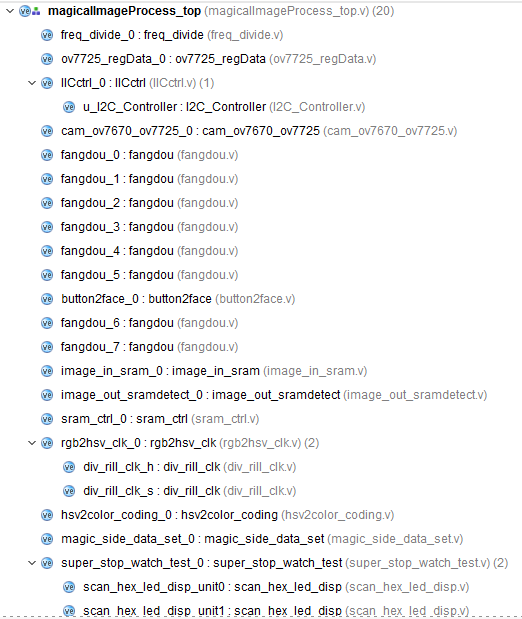 magicalImageProcess_top (magicalImageProcess_top.v) (20)
freq_divide_0 : freq_divide (freq_divide.v)
ov7725_regData_0 : ov7725_regData (ov7725_regData.v)
IICctrl_0 : IICctrl (IICctrl.v) (1)
u_I2C_Controller : I2C_Controller (I2C_Controller.v)
cam_ov7670_ov7725_0 : cam_ov7670_ov7725 (cam_ov7670_ov7725.v)
fangdou_0 : fangdou (fangdou.v)
fangdou_1 : fangdou (fangdou.v)
fangdou_2 : fangdou (fangdou.v)
fangdou_3 : fangdou (fangdou.v)
fangdou_4 : fangdou (fangdou.v)
fangdou_5 : fangdou (fangdou.v)
button2face_0 : button2face (button2face.v)
fangdou_6 : fangdou (fangdou.v)
fangdou_7 : fangdou (fangdou.v)
image_in_sram_0 : image_in_sram (image_in_sram.v)
image_out_sramdetect_0 : image_out_sramdetect (image_out_sramdetect.v)
sram_ctrl_0 : sram_ctrl (sram_ctrl.v)
rgb2hsv_clk_0 : rgb2hsv_clk (rgb2hsv_clk.v) (2)
div_rill_clk_h : div_rill_clk (div_rill_clk.v)
div_rill_clk_s : div_rill_clk (div_rill_clk.v)
hsv2color_coding_0 : hsv2color_coding (hsv2color_coding.v)
magic_side_data_set_0 : magic_side_data_set (magic_side_data_set.v)
super_stop_watch_test_0 : super_stop_watch_test (super_stop_watch_test.v) (2)
scan_hex_led_disp_unit0 : scan_hex_led_disp (scan_hex_led_disp.v)
scan_hex_led_disp_unit1 : scan_hex_led_disp (scan_hex_led_disp.v)